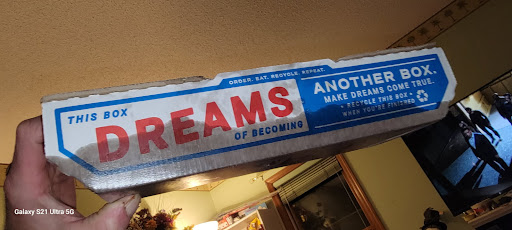 ORDER. EAT. RECYCLE. REPEAT.
THIS BOX
DREAMS
OF BECOMING
ANOTHER BOX.
MAKE DREAMS COME TRUE.
• RECYCLE THIS BOX •
WHEN YOU'RE FINISHED
Galaxy S21 Ultra 5G